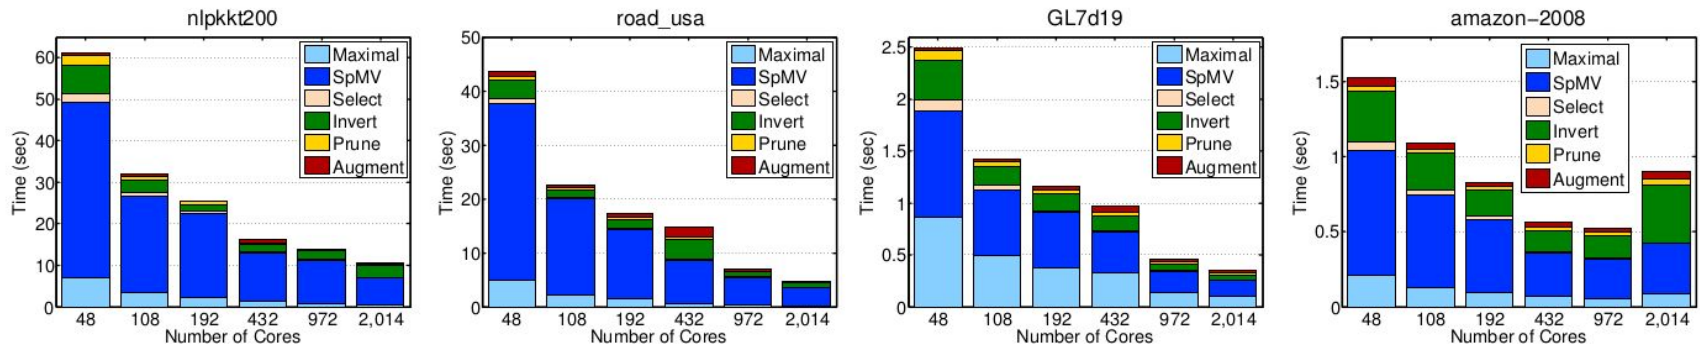 nlpkkt200
Time (sec)
60
50
40
30
20
10
0
Maximal
SpMV
Select
Invert
Prune
Augment
48 108 192 432 972 2,014
Number of Cores
road_usa
Time (sec)
50
40
30
20
10
0
Maximal
SpMV
Select
Invert
Prune
Augment
48 108 192 432 972 2,014
Number of Cores
GL7d19
Time (sec)
2.5
2
1.5
1
0.5
0
Maximal
SpMV
Select
Invert
Prune
Augment
48 108 192 432 972 2,014
Number of Cores
amazon−2008
Time (sec)
1.5
1
0.5
0
Maximal
SpMV
Select
Invert
Prune
Augment
48 108 192 432 972 2,014
Number of Cores